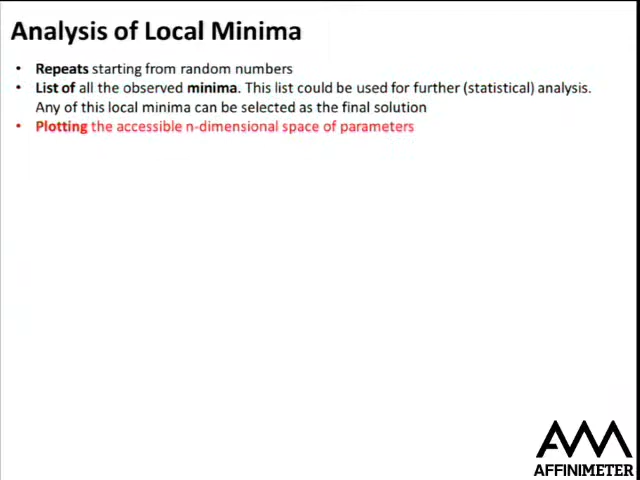 Analysis of Local Minima
• Repeats starting from random numbers
• List of all the observed minima. This list could be used for further (statistical) analysis.
Any of this local minima can be selected as the final solution
• Plotting the accessible n-dimensional space of parameters
AFFINIMETER